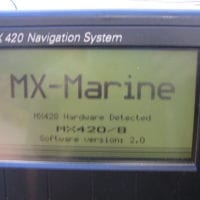 X 420 Navigation System
MX-Marine
MX420 Hardware Detected
MX420/8
Software version: 2.0